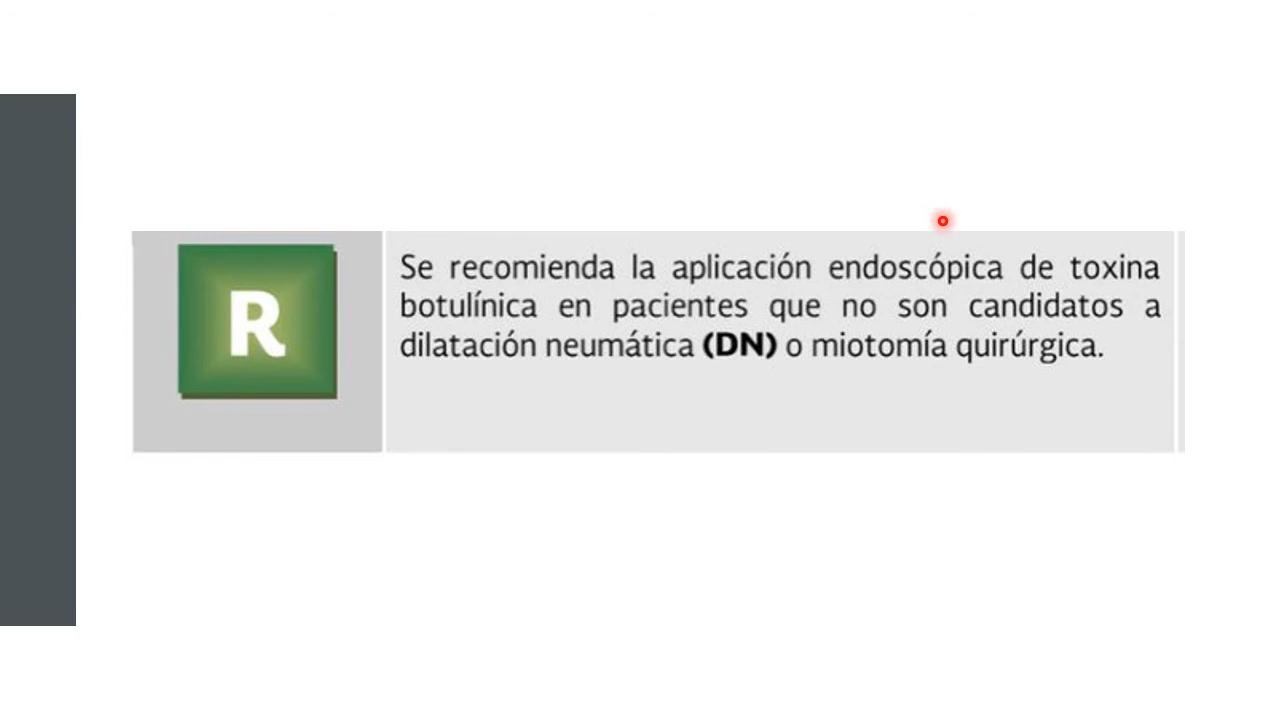 R
Se recomienda la aplicación endoscópica de toxina
botulínica en pacientes que no son candidatos a
dilatación neumática (DN) o miotomía quirúrgica.